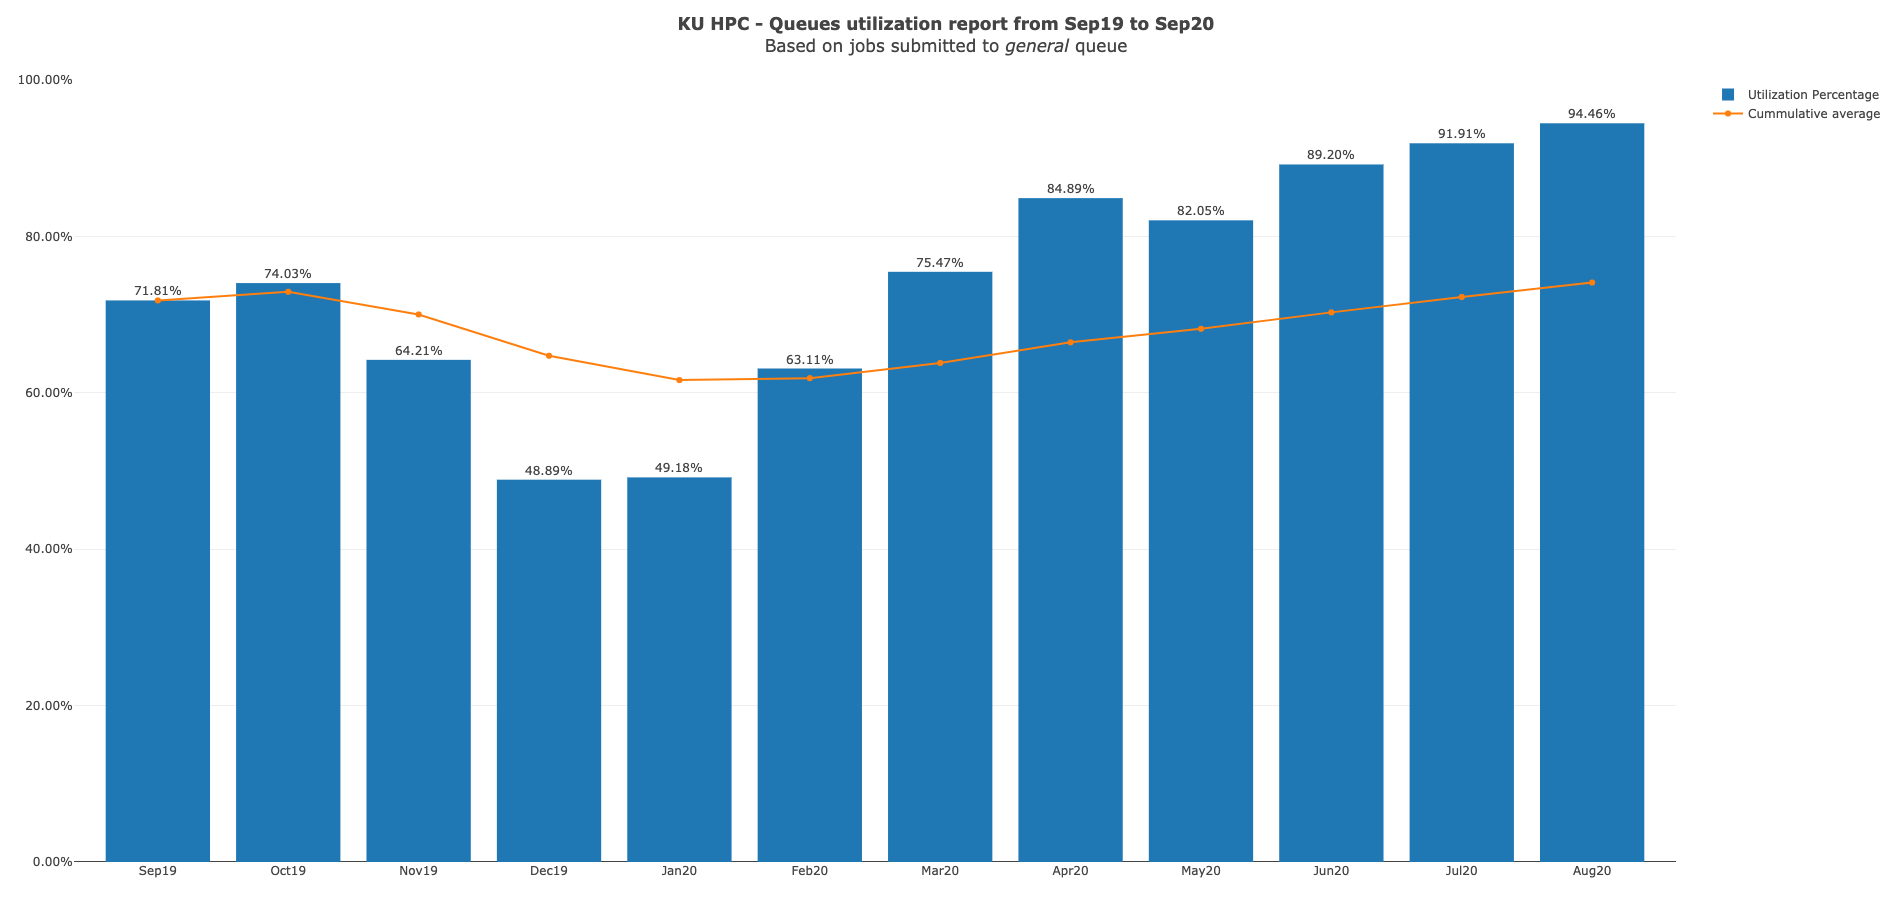 KU HPC - Queues utilization report from Sep19 to Sep20
Based on jobs submitted to general queue
100.00%
80.00%
60.00%
40.00%
20.00%
0.00%
71.81%
74.03%
64.21%
48.89%
49.18%
63.11%
75.47%
84.89%
82.05%
89.20%
91.91%
94.46%
Sep19
Oct19
Nov19
Dec19
Jan20
Feb20
Mar20
Apr20
May20
Jun20
Jul20
Aug20
Utilization Percentage
Cummulative average